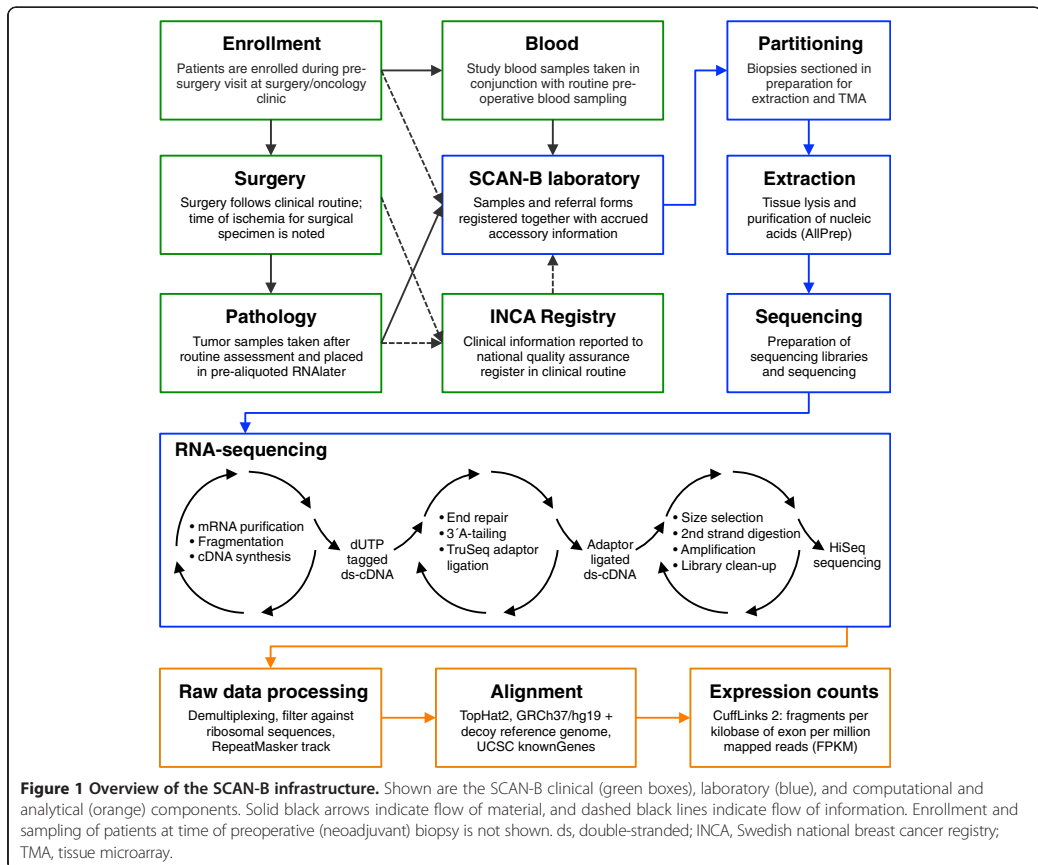 Enrollment
Patients are enrolled during pre-
surgery visit at surgery/oncology
clinic
Blood
Study blood samples taken in
conjunction with routine pre-
operative blood sampling
Partitioning
Biopsies sectioned in
preparation for
extraction and TMA
Surgery
Surgery follows clinical routine;
time of ischemia for surgical
specimen is noted
SCAN-B laboratory
Samples and referral forms
registered together with accrued
accessory information
Extraction
Tissue lysis and
purification of nucleic
acids (AllPrep)
Pathology
Tumor samples taken after
routine assessment and placed
in pre-aliquoted RNAlater
INCA Registry
Clinical information reported to
national quality assurance
register in clinical routine
Sequencing
Preparation of
sequencing libraries
and sequencing
RNA-sequencing
• mRNA purification
• Fragmentation
• cDNA synthesis
dUTP
tagged
ds-cDNA
• End repair
• 3´A-tailing
• TruSeq adaptor
ligation
Adaptor
ligated
ds-cDNA
• Size selection
• 2nd strand digestion
• Amplification
• Library clean-up
HiSeq
sequencing
Raw data processing
Demultiplexing, filter against
ribosomal sequences,
RepeatMasker track
Alignment
TopHat2, GRCh37/hg19 +
decoy reference genome,
UCSC knownGenes
Expression counts
CuffLinks 2: fragments per
kilobase of exon per million
mapped reads (FPKM)
Figure 1 Overview of the SCAN-B infrastructure. Shown are the SCAN-B clinical (green boxes), laboratory (blue), and computational and
analytical (orange) components. Solid black arrows indicate flow of material, and dashed black lines indicate flow of information. Enrollment and
sampling of patients at time of preoperative (neoadjuvant) biopsy is not shown. ds, double-stranded; INCA, Swedish national breast cancer registry;
TMA, tissue microarray.